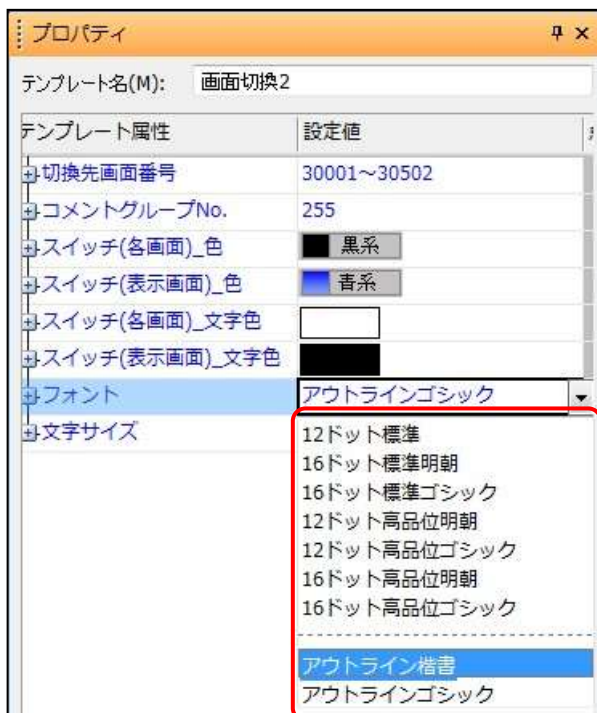 プロパティ
テンプレート名(M): 画面切換2
テンプレート属性 設定値
切換先画面番号 30001～30502
コメントグループNo. 255
スイッチ(各画面)_色 黒系
スイッチ(表示画面)_色 青系
スイッチ(各画面)_文字色
スイッチ(表示画面)_文字色
フォント アウトラインゴシック
文字サイズ
12ドット標準
16ドット標準明朝
16ドット標準ゴシック
12ドット高品位明朝
12ドット高品位ゴシック
16ドット高品位明朝
16ドット高品位ゴシック
アウトライン楷書
アウトラインゴシック